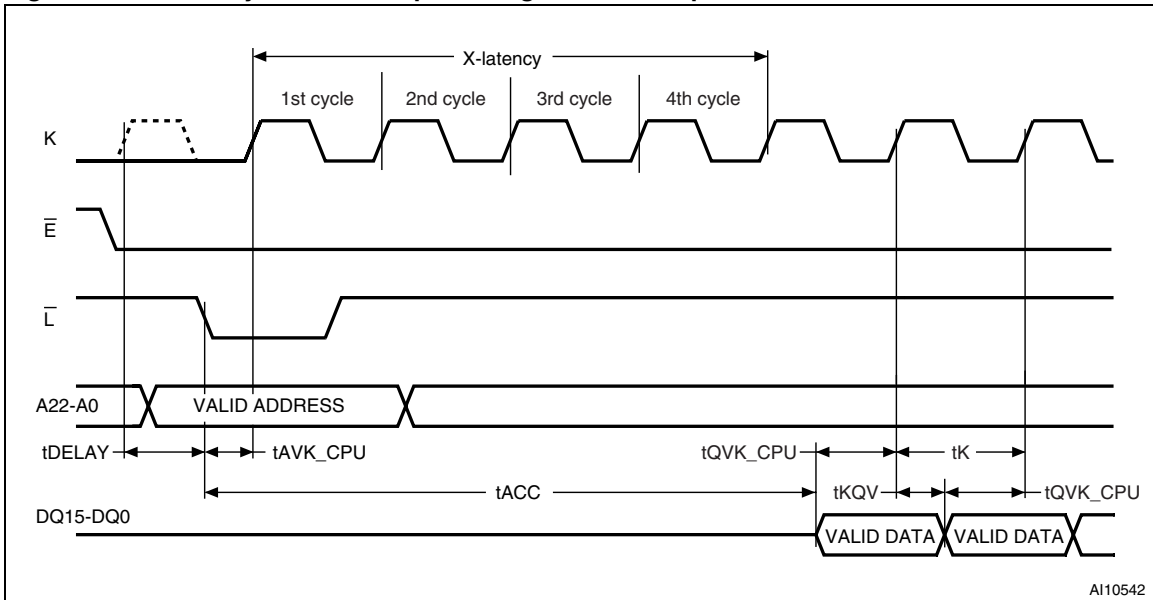 X-latency
1st cycle 2nd cycle 3rd cycle 4th cycle
K
E
L
A22-A0 VALID ADDRESS
tDELAY tAVK_CPU tQVK_CPU tK
tACC tKQV tQVK_CPU
DQ15-DQ0
VALID DATA VALID DATA
AI10542